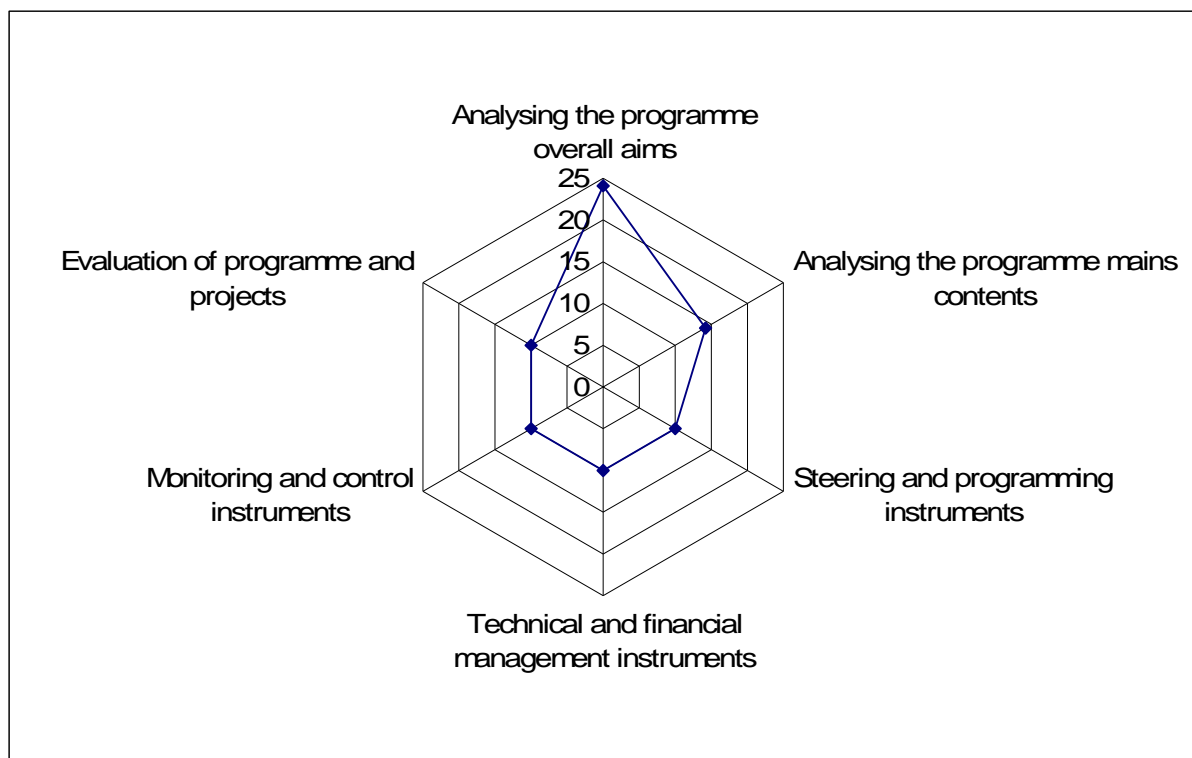 Analysing the programme
overall aims
25
20
15
10
5
0
Analysing the programme mains
contents
Steering and programming
instruments
Technical and financial
management instruments
Monitoring and control
instruments
Evaluation of programme and
projects